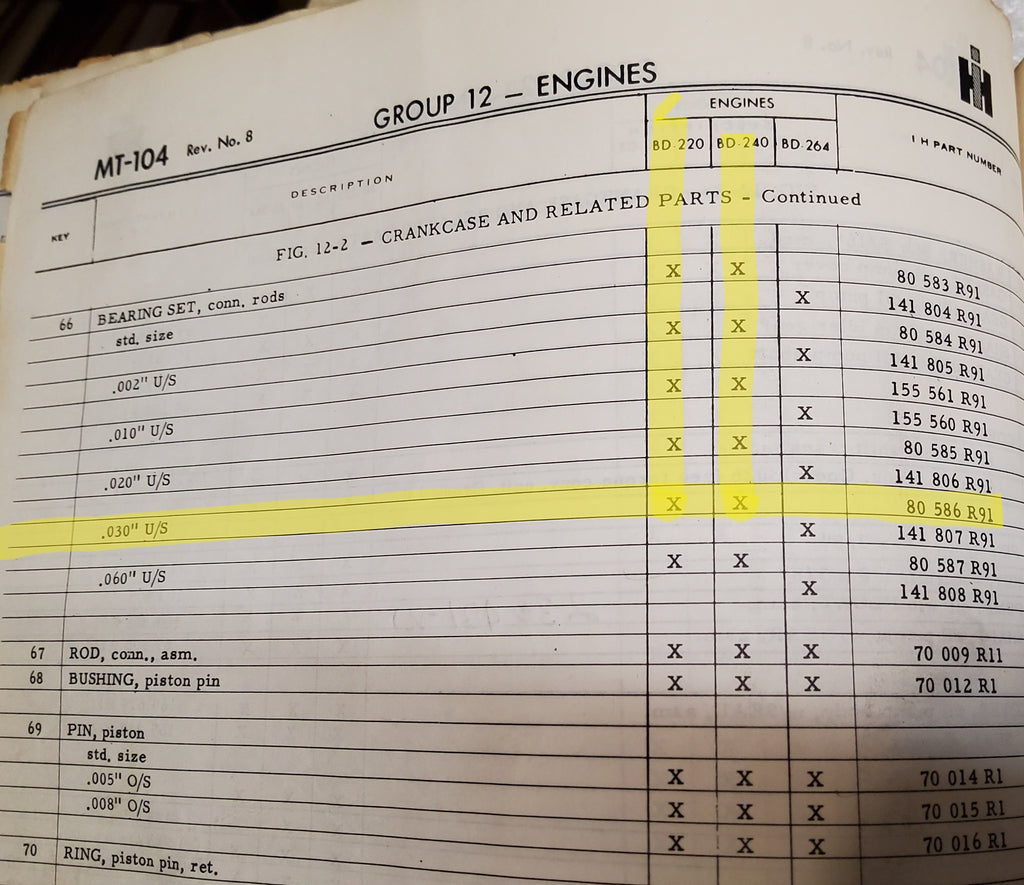 IH
GROUP 12 — ENGINES
MT-104 Rev. No. 8
KEY DESCRIPTION ENGINES I H PART NUMBER
BD-220 BD-240 BD-264
FIG. 12-2 — CRANKCASE AND RELATED PARTS - Continued
66 BEARING SET, conn. rods
std. size X X 80 583 R91
X 141 804 R91
.002" U/S X X 80 584 R91
X 141 805 R91
.010" U/S X X 155 561 R91
X 155 560 R91
.020" U/S X X 80 585 R91
X 141 806 R91
.030" U/S X X 80 586 R91
X 141 807 R91
.060" U/S X X 80 587 R91
X 141 808 R91
67 ROD, conn., asm. X X X 70 009 R11
68 BUSHING, piston pin X X X 70 012 R1
69 PIN, piston
std. size X X X 70 014 R1
.005" O/S X X X 70 015 R1
.008" O/S X X X 70 016 R1
70 RING, piston pin, ret.